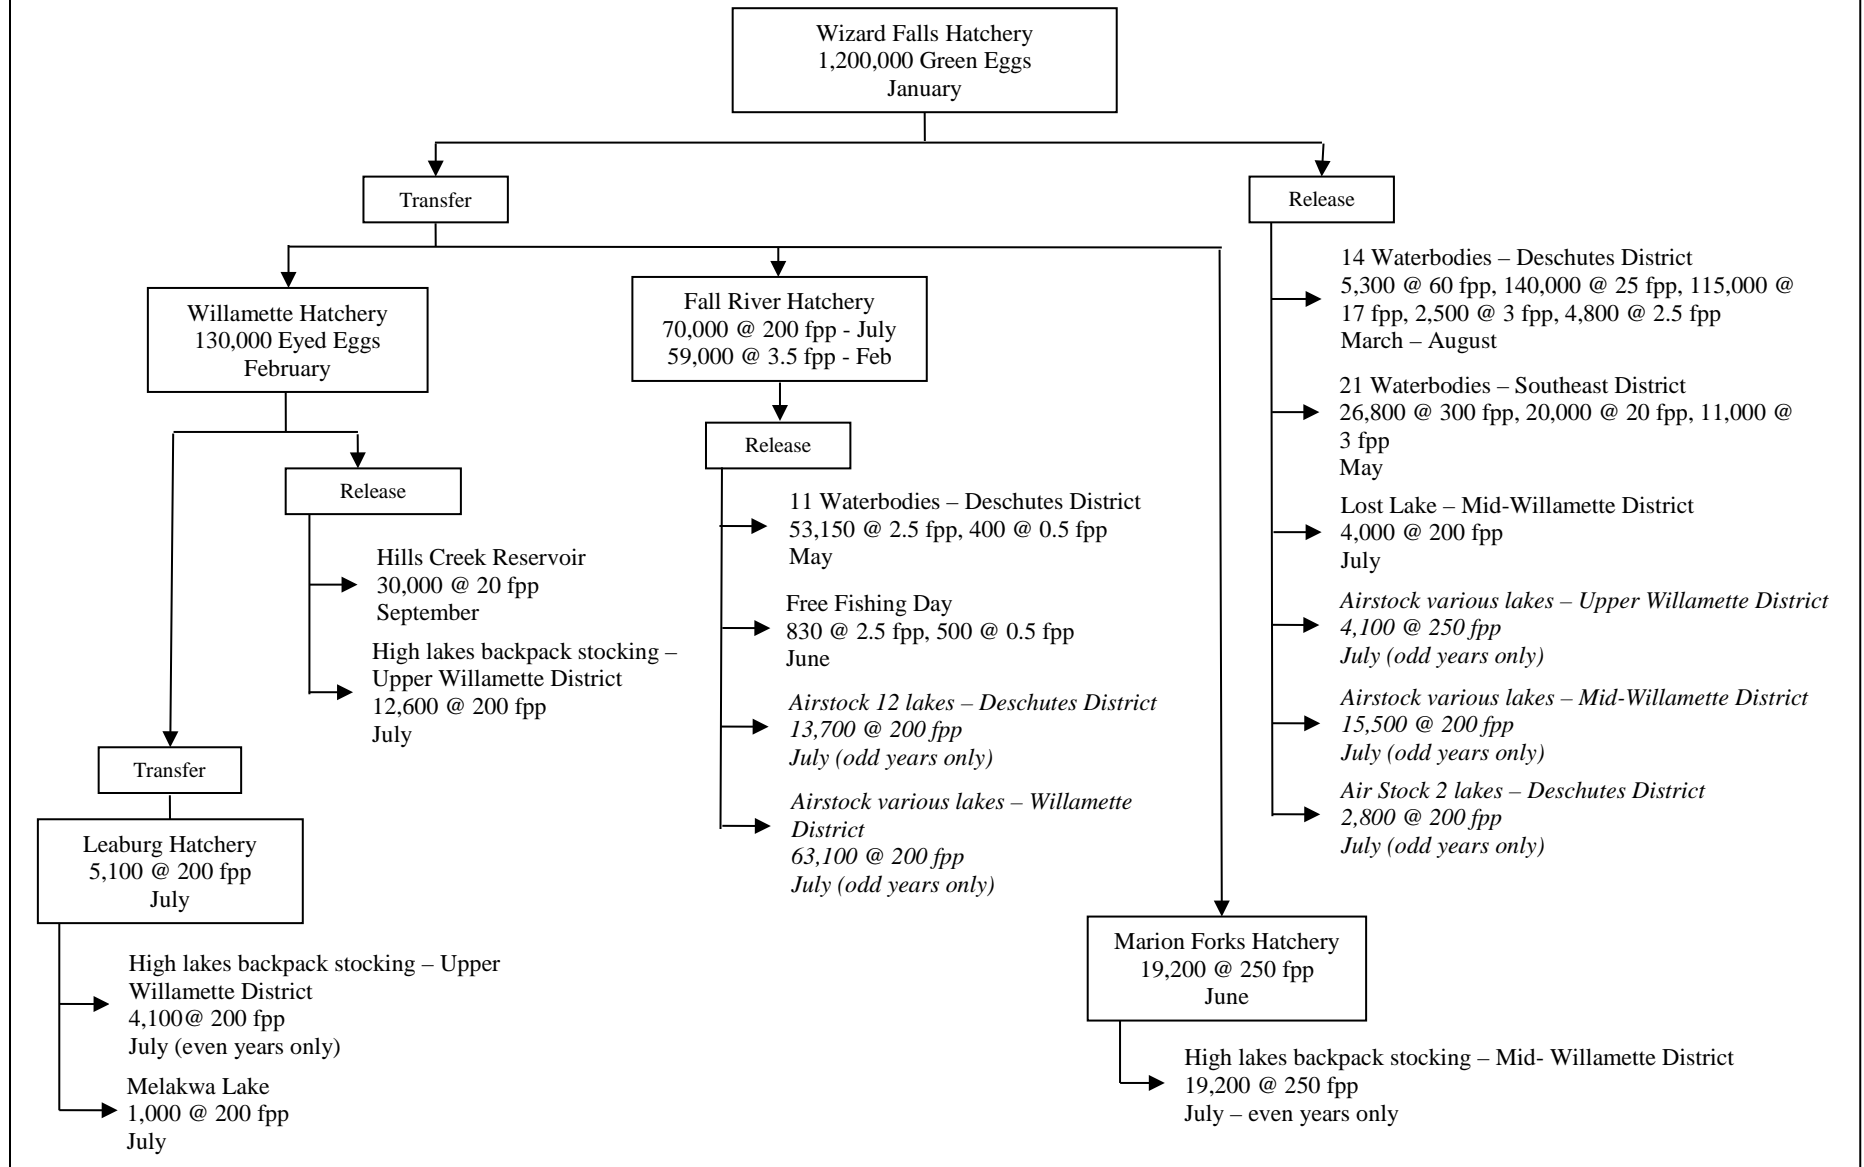 Wizard Falls Hatchery
1,200,000 Green Eggs
January
Transfer
Release
Willamette Hatchery
130,000 Eyed Eggs
February
Release
Hills Creek Reservoir
30,000 @ 20 fpp
September
High lakes backpack stocking –
Upper Willamette District
12,600 @ 200 fpp
July
Transfer
Leaburg Hatchery
5,100 @ 200 fpp
July
High lakes backpack stocking – Upper
Willamette District
4,100@ 200 fpp
July (even years only)
Melakwa Lake
1,000 @ 200 fpp
July
Fall River Hatchery
70,000 @ 200 fpp - July
59,000 @ 3.5 fpp - Feb
Release
11 Waterbodies – Deschutes District
53,150 @ 2.5 fpp, 400 @ 0.5 fpp
May
Free Fishing Day
830 @ 2.5 fpp, 500 @ 0.5 fpp
June
Airstock 12 lakes – Deschutes District
13,700 @ 200 fpp
July (odd years only)
Airstock various lakes – Willamette
District
63,100 @ 200 fpp
July (odd years only)
Marion Forks Hatchery
19,200 @ 250 fpp
June
High lakes backpack stocking – Mid- Willamette District
19,200 @ 250 fpp
July – even years only
14 Waterbodies – Deschutes District
5,300 @ 60 fpp, 140,000 @ 25 fpp, 115,000 @
17 fpp, 2,500 @ 3 fpp, 4,800 @ 2.5 fpp
March – August
21 Waterbodies – Southeast District
26,800 @ 300 fpp, 20,000 @ 20 fpp, 11,000 @
3 fpp
May
Lost Lake – Mid-Willamette District
4,000 @ 200 fpp
July
Airstock various lakes – Upper Willamette District
4,100 @ 250 fpp
July (odd years only)
Airstock various lakes – Mid-Willamette District
15,500 @ 200 fpp
July (odd years only)
Air Stock 2 lakes – Deschutes District
2,800 @ 200 fpp
July (odd years only)